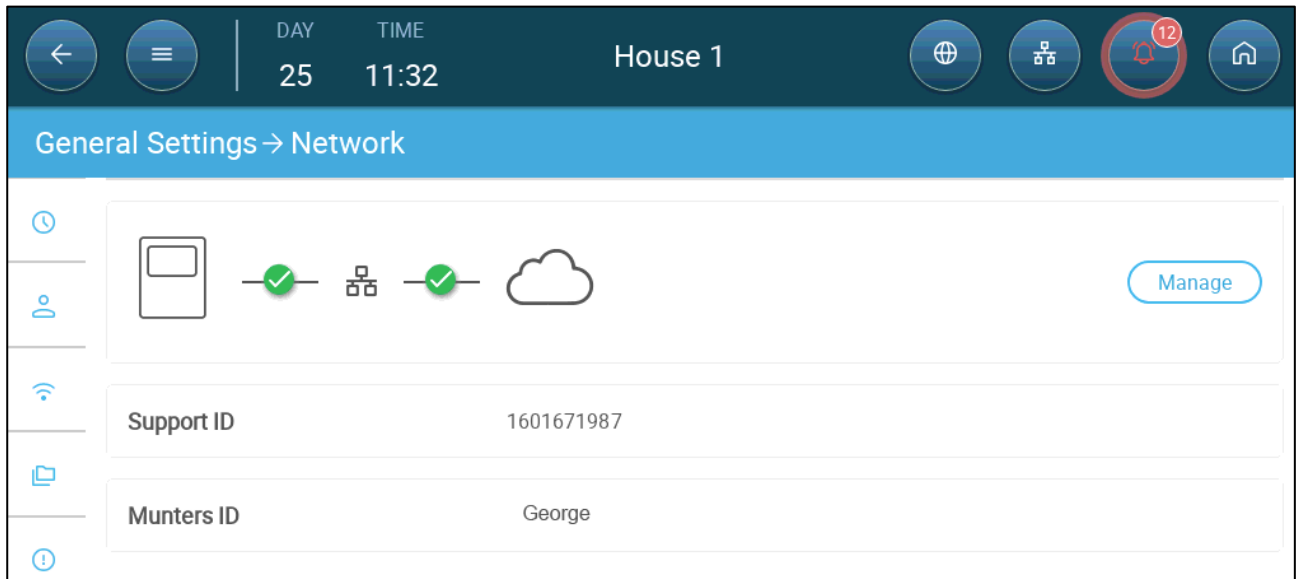 DAY TIME
25 11:32
House 1
12
General Settings → Network
Manage
Support ID 1601671987
Munters ID George